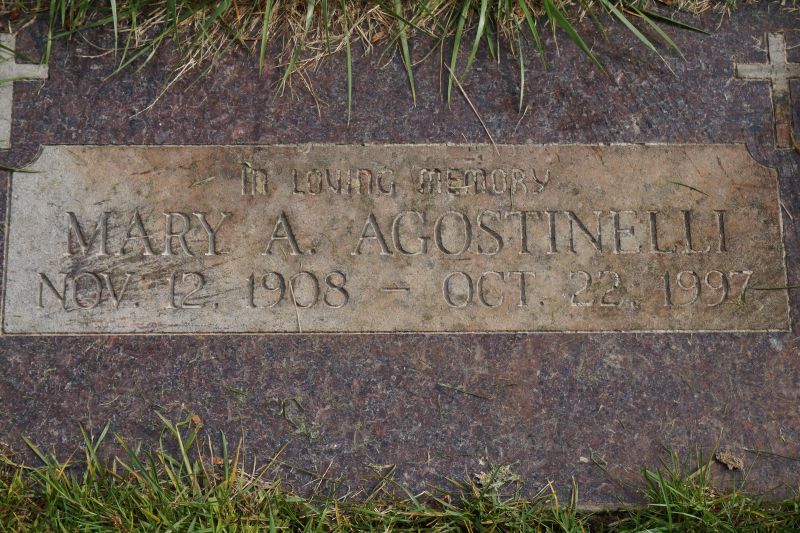 In Loving Memory
MARY A. AGOSTINELLI
NOV. 12, 1908 – OCT. 22, 1997